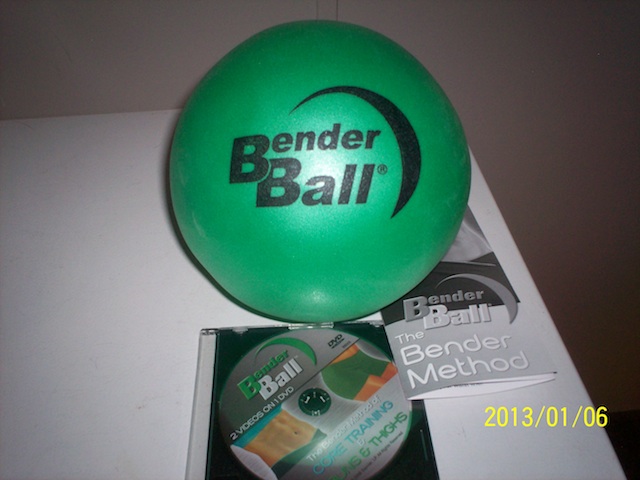 Bender
Ball®
Bender
Ball
The
Bender
Method
Bender
Ball
DVD
2 VIDEOS ON 1 DVD
CORE TRAINING
& THIGHS
2013/01/06